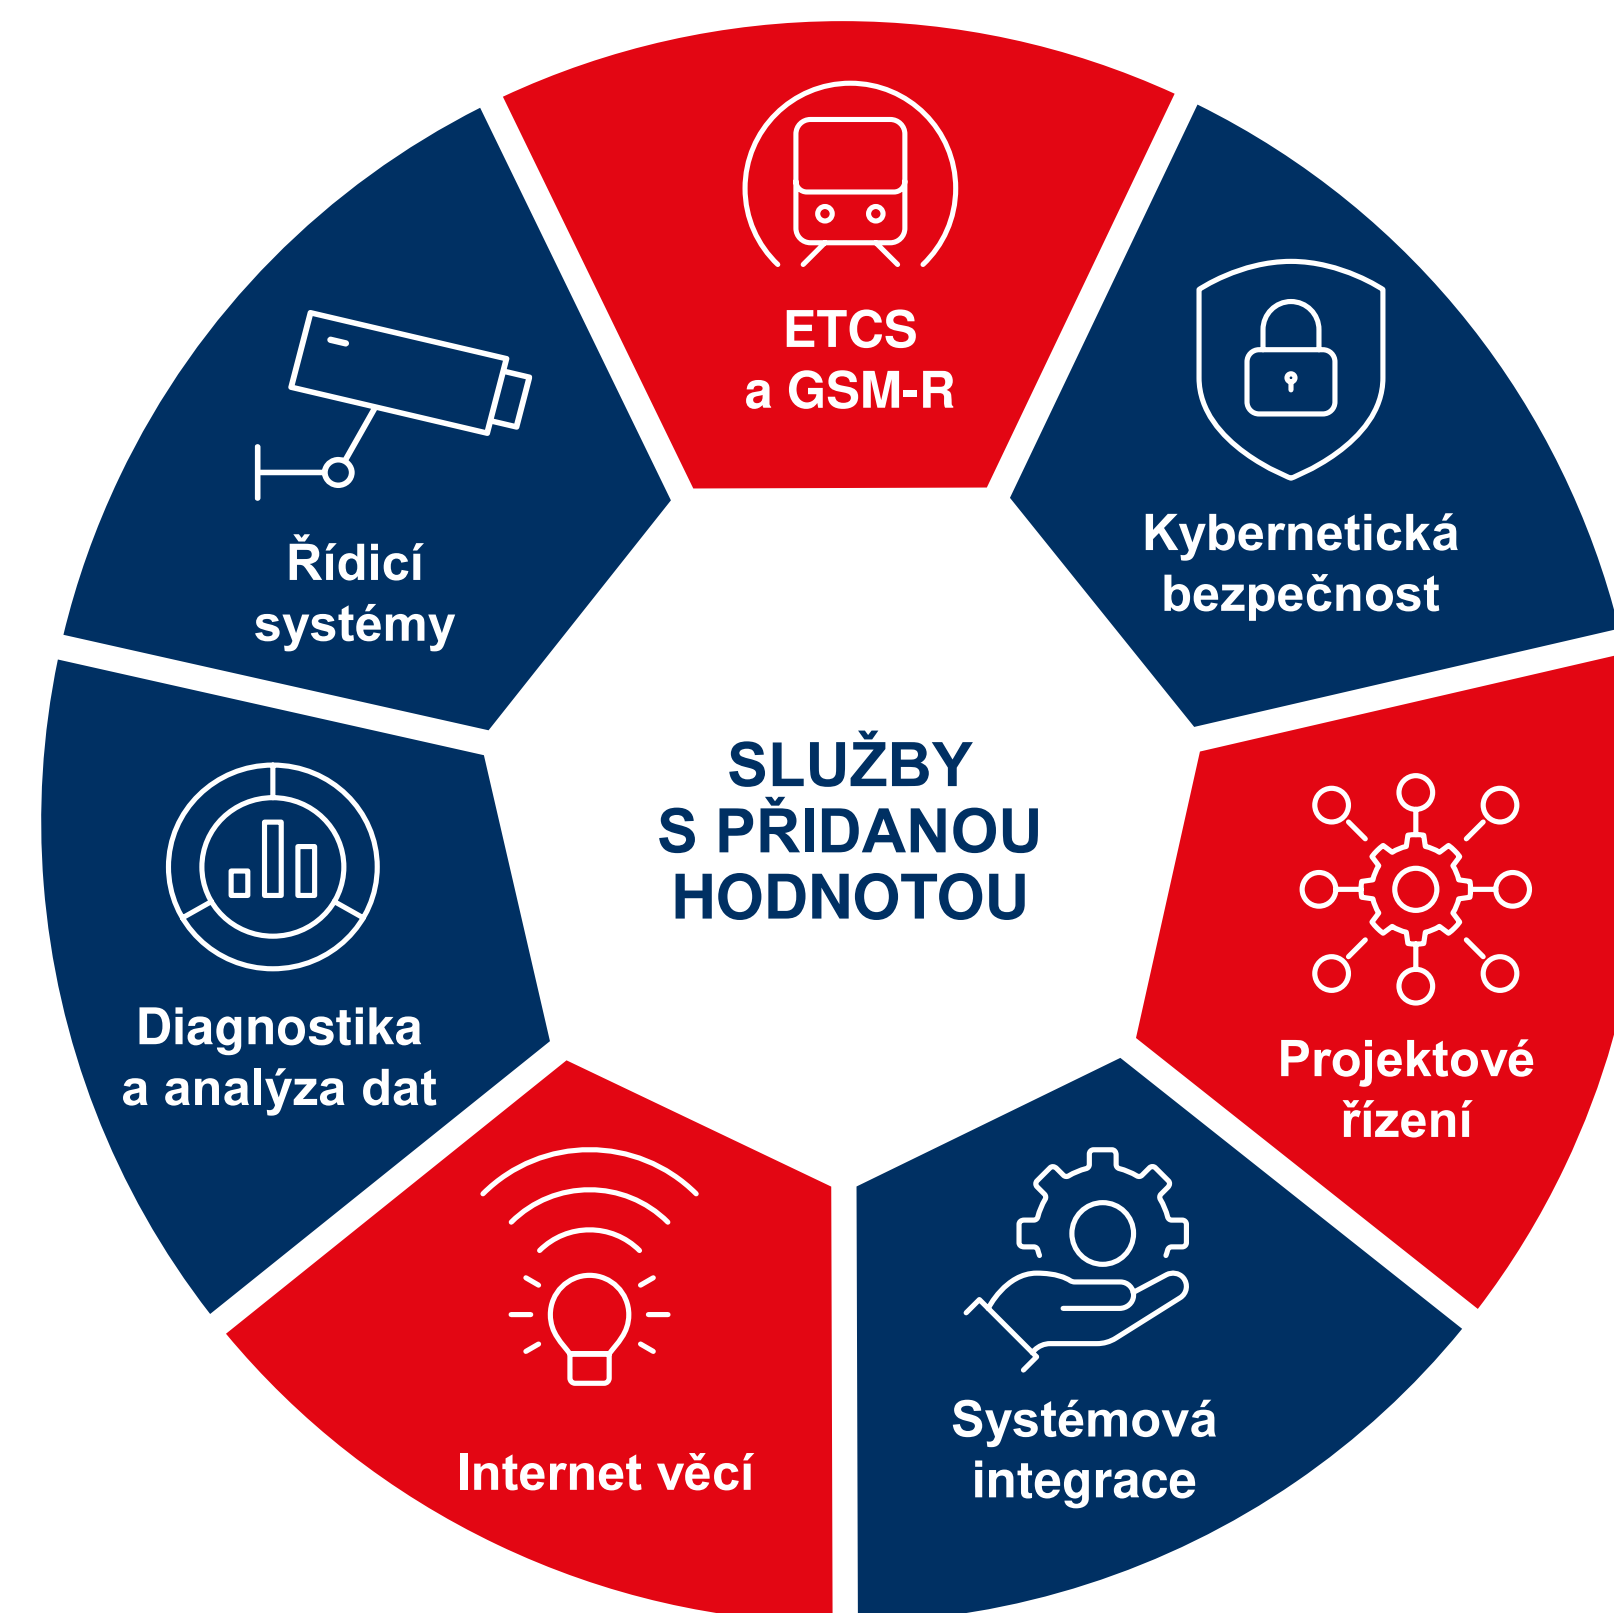 ETCS
a GSM-R
Kybernetická
bezpečnost
Projektové
řízení
Systémová
integrace
Internet věcí
Diagnostika
a analýza dat
Řídicí
systémy
SLUŽBY
S PŘIDANOU
HODNOTOU